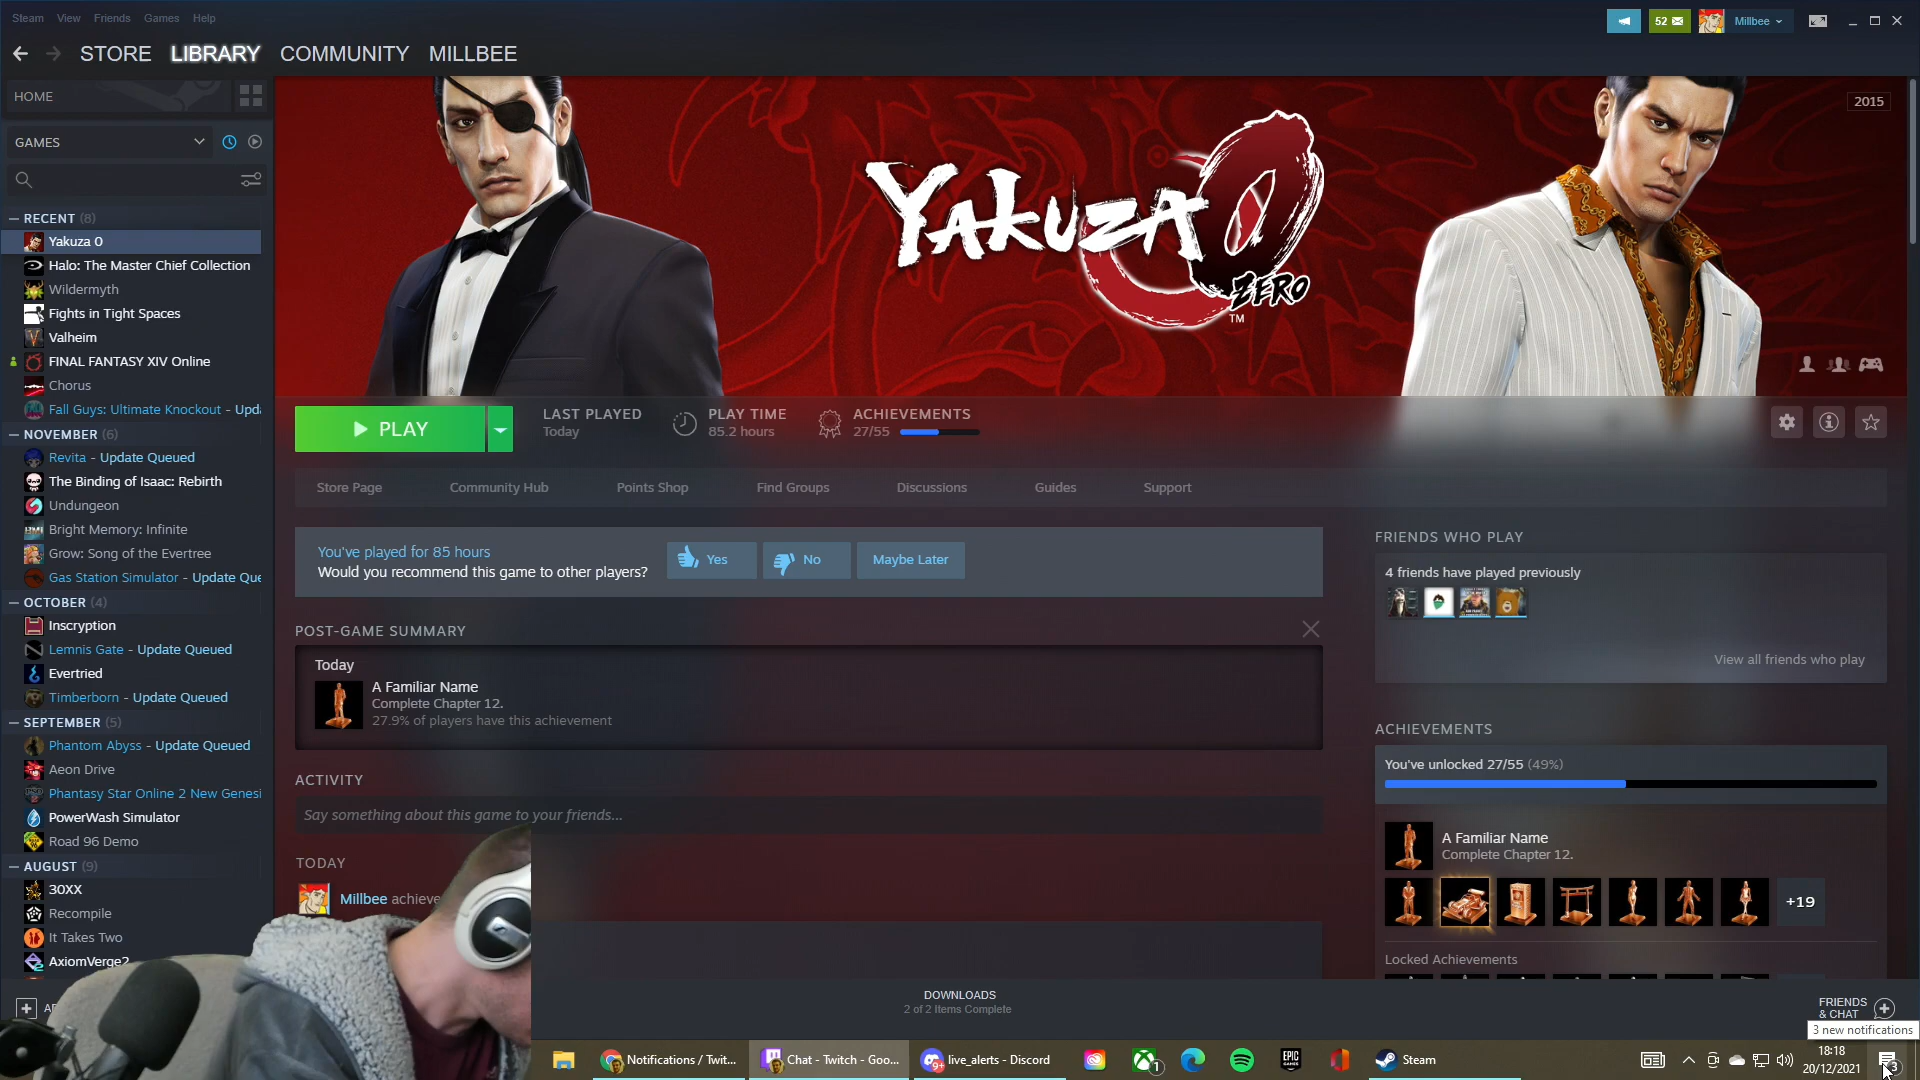 Steam View Friends Games Help
52 Millbee
STORE LIBRARY COMMUNITY MILLBEE
HOME
2015
GAMES
YAKUZA 0
ZERO
TM
— RECENT (8)
Yakuza 0
Halo: The Master Chief Collection
Wildermyth
Fights in Tight Spaces
Valheim
FINAL FANTASY XIV Online
Chorus
Fall Guys: Ultimate Knockout - Upd
— NOVEMBER (6)
Revita - Update Queued
The Binding of Isaac: Rebirth
Undungeon
Bright Memory: Infinite
Grow: Song of the Evertree
Gas Station Simulator - Update Que
— OCTOBER (4)
Inscryption
Lemnis Gate - Update Queued
Evertried
Timberborn - Update Queued
— SEPTEMBER (5)
Phantom Abyss - Update Queued
Aeon Drive
Phantasy Star Online 2 New Genesi
PowerWash Simulator
Road 96 Demo
— AUGUST (9)
30XX
Recompile
It Takes Two
AxiomVerge2
PLAY
LAST PLAYED
Today
PLAY TIME
85.2 hours
ACHIEVEMENTS
27/55
Store Page Community Hub Points Shop Find Groups Discussions Guides Support
You've played for 85 hours
Would you recommend this game to other players?
Yes No Maybe Later
POST-GAME SUMMARY
Today
A Familiar Name
Complete Chapter 12.
27.9% of players have this achievement
ACTIVITY
Say something about this game to your friends...
TODAY
Millbee achieve
FRIENDS WHO PLAY
4 friends have played previously
View all friends who play
ACHIEVEMENTS
You've unlocked 27/55 (49%)
A Familiar Name
Complete Chapter 12.
+19
Locked Achievements
DOWNLOADS
2 of 2 Items Complete
FRIENDS
& CHAT
3 new notifications
Notifications / Twit... Chat - Twitch - Goo... 9+ live_alerts - Discord 1 EPIC GAMES Steam
18:18
20/12/2021
3